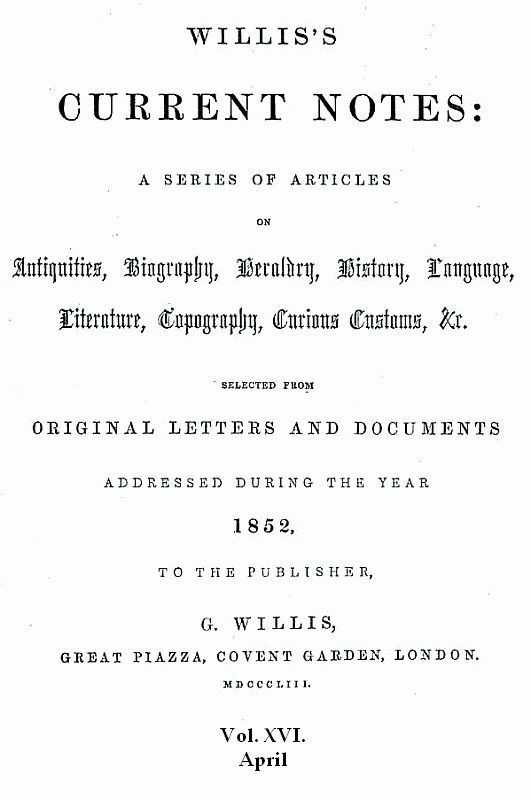 WILLIS'S
CURRENT NOTES:
A SERIES OF ARTICLES
ON
Antiquities, Biography, Heraldry, History, Language,
Literature, Topography, Curious Customs, &c.
SELECTED FROM
ORIGINAL LETTERS AND DOCUMENTS
ADDRESSED DURING THE YEAR
1852,
TO THE PUBLISHER,
G. WILLIS,
GREAT PIAZZA, COVENT GARDEN, LONDON.
MDCCCLIII.
Vol. XVI.
April